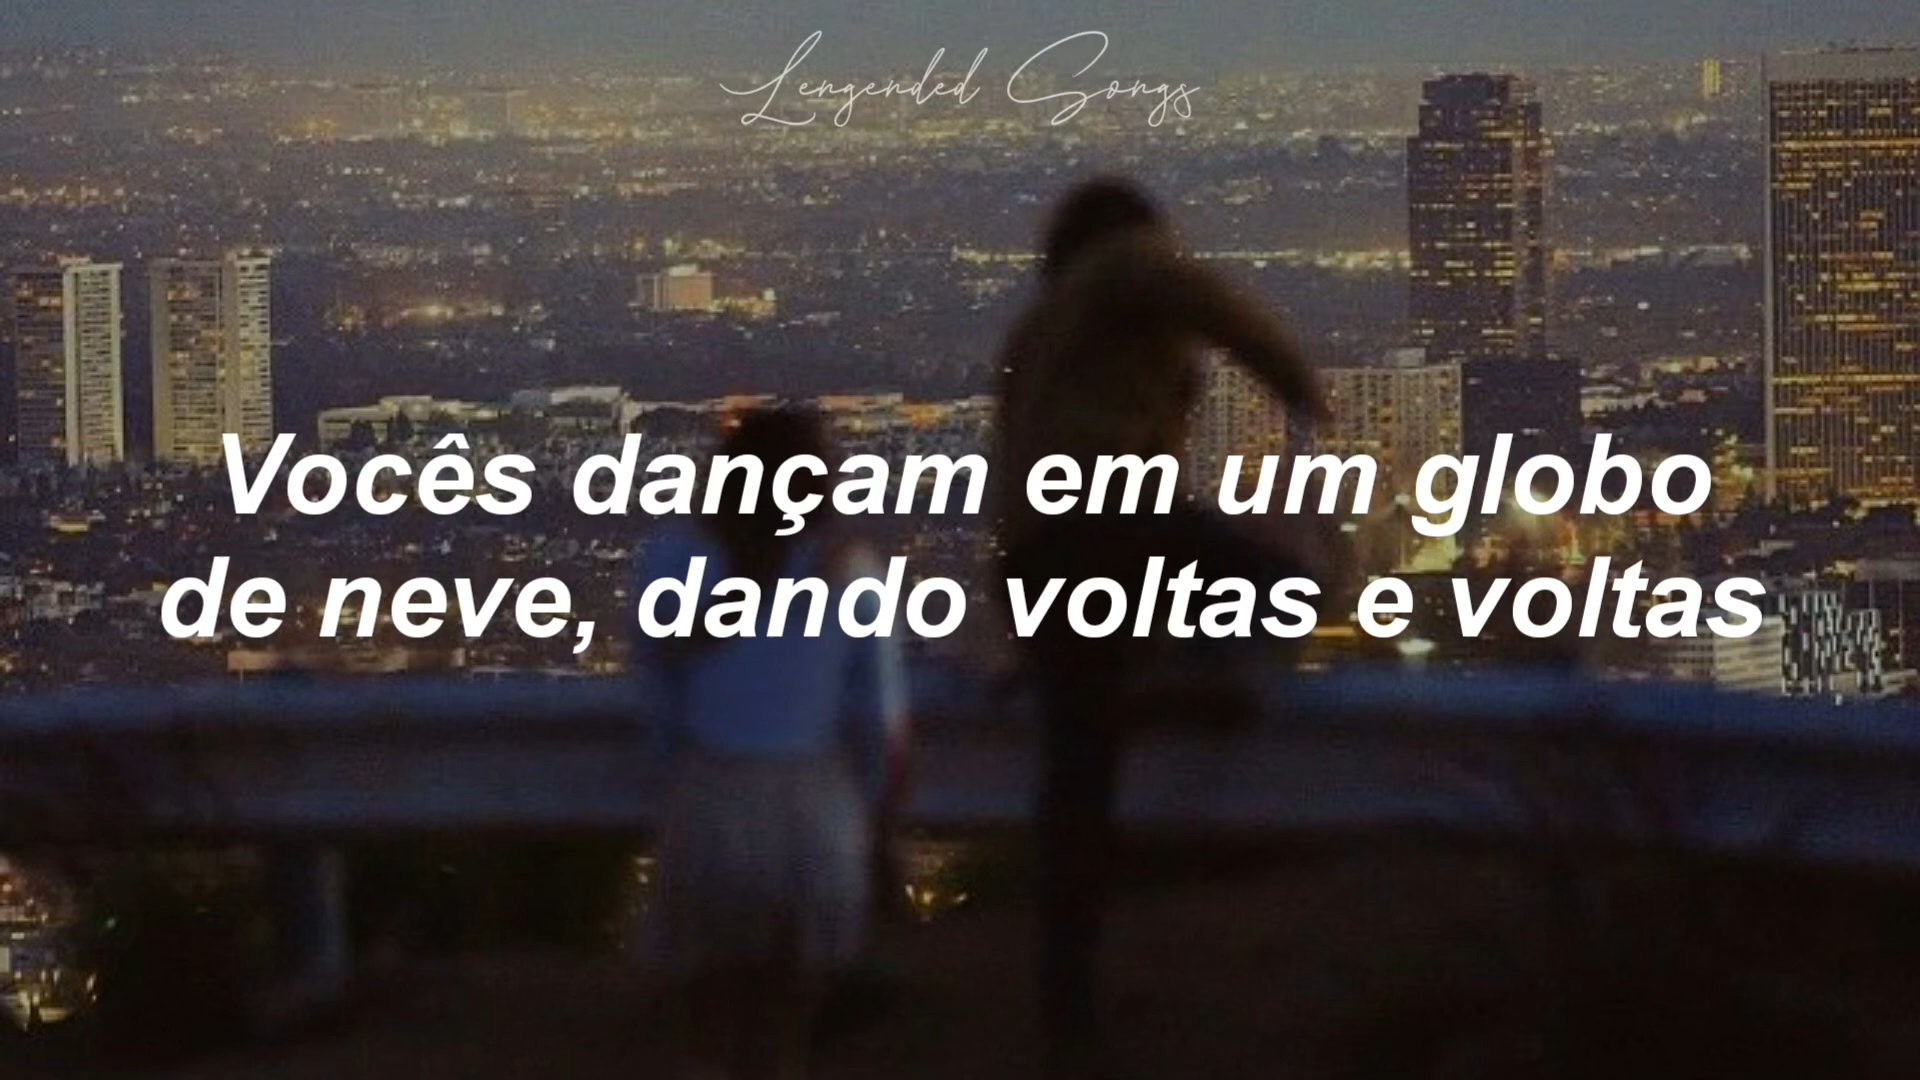 Lengended Songs
Vocês dançam em um globo
de neve, dando voltas e voltas